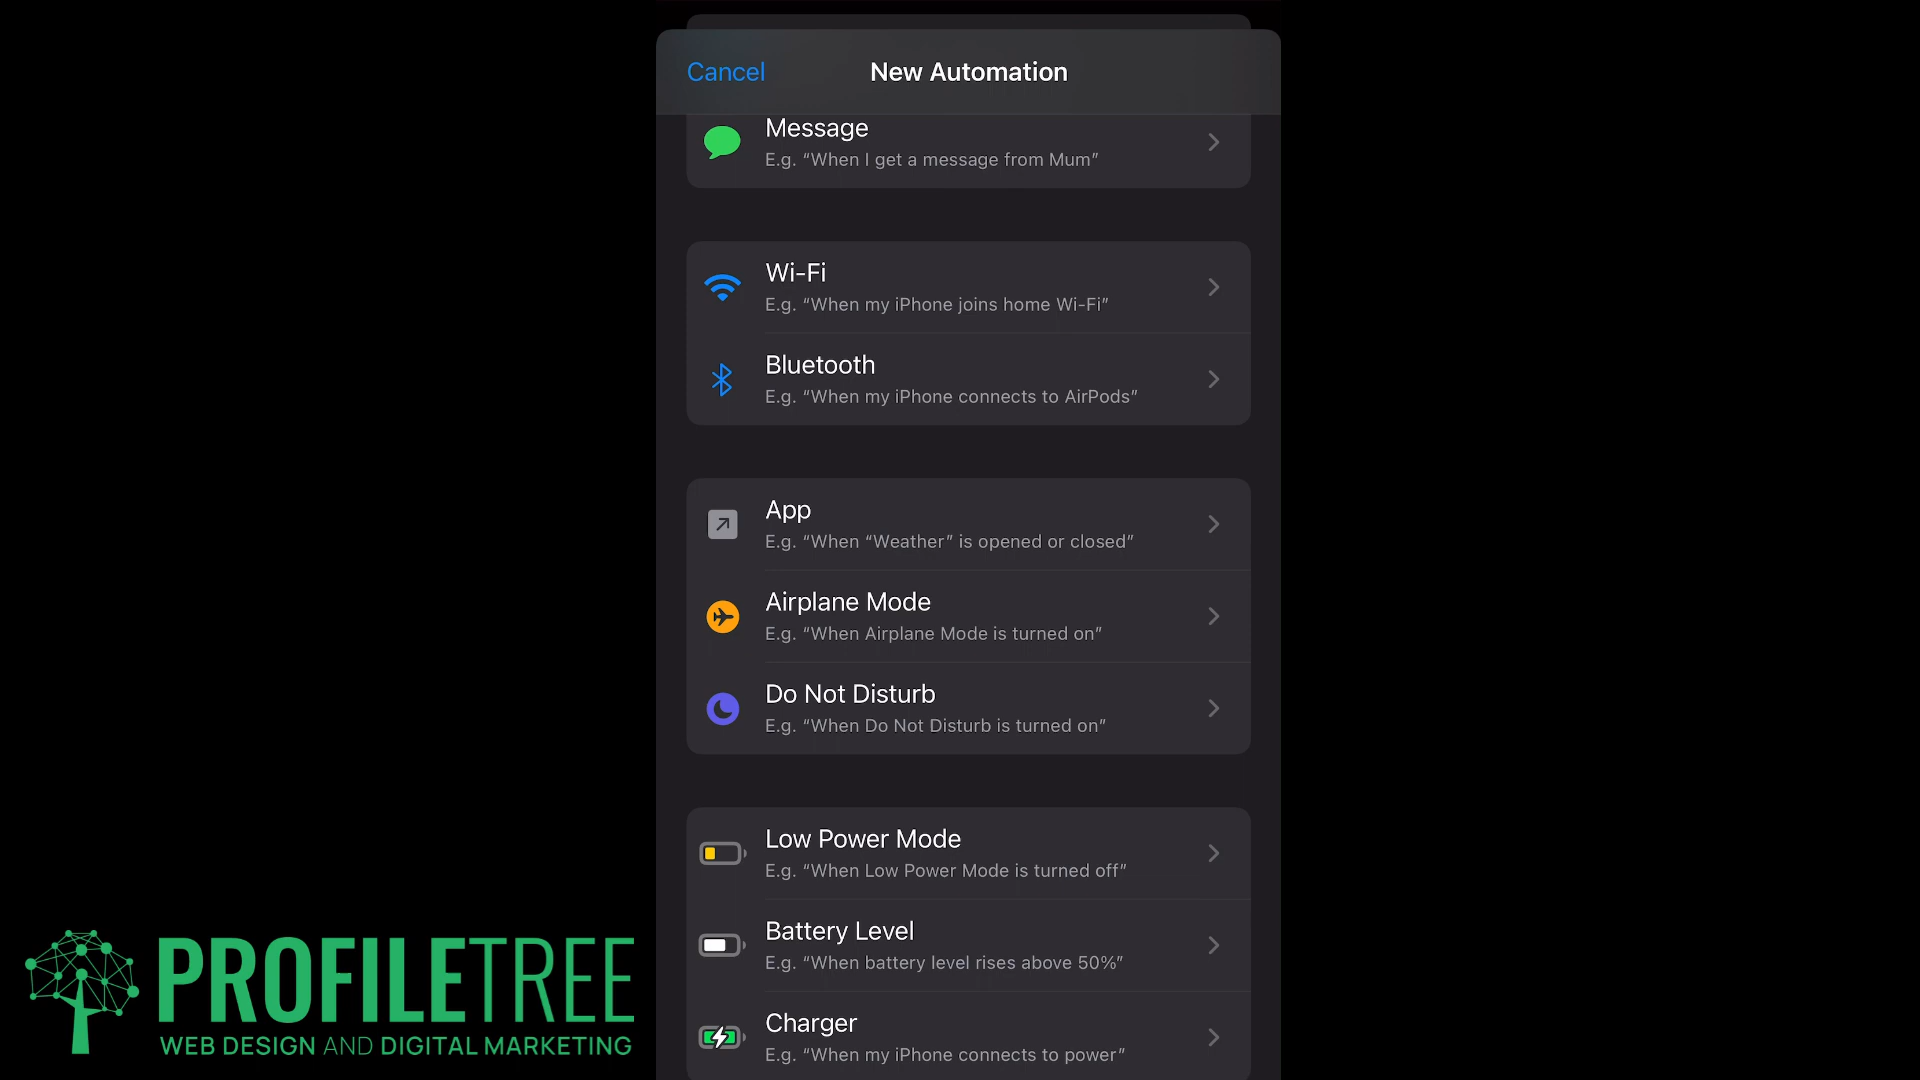 Cancel
New Automation
Message
E.g. “When I get a message from Mum”
Wi-Fi
E.g. “When my iPhone joins home Wi-Fi”
Bluetooth
E.g. “When my iPhone connects to AirPods”
App
E.g. “When “Weather” is opened or closed”
Airplane Mode
E.g. “When Airplane Mode is turned on”
Do Not Disturb
E.g. “When Do Not Disturb is turned on”
Low Power Mode
E.g. “When Low Power Mode is turned off”
Battery Level
E.g. “When battery level rises above 50%”
Charger
E.g. “When my iPhone connects to power”
PROFILETREE
WEB DESIGN AND DIGITAL MARKETING